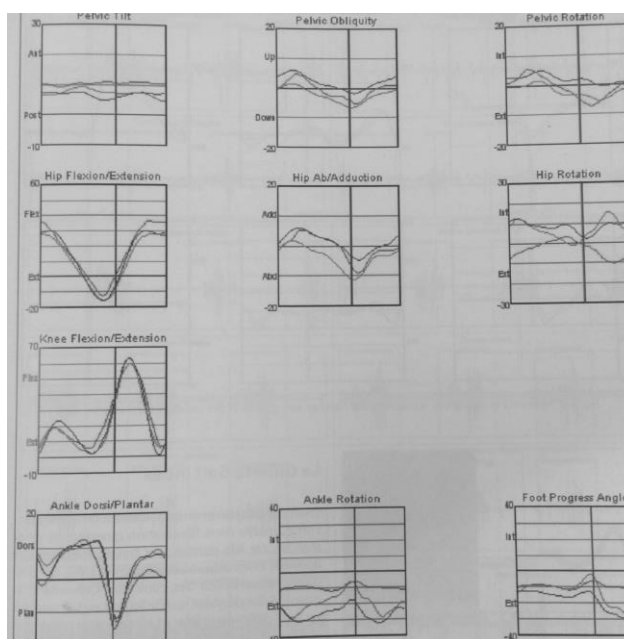 Pelvic Tilt
30
Ant
Post
-10
Pelvic Obliquity
20
Up
Down
-20
Pelvic Rotation
20
Int
Ext
-20
Hip Flexion/Extension
60
Flex
Ext
-20
Hip Ab/Adduction
20
Add
Abd
-20
Hip Rotation
30
Int
Ext
-30
Knee Flexion/Extension
70
Flex
Ext
-10
Ankle Dorsi/Plantar
20
Dors
Plan
Ankle Rotation
40
Int
Ext
-40
Foot Progress Angle
40
Int
Ext
-40